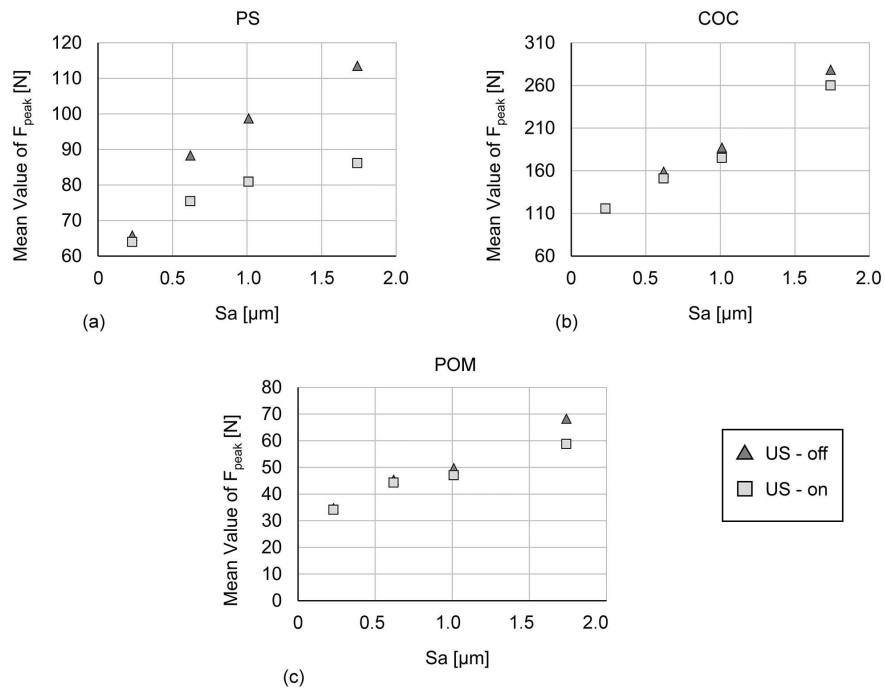 PS
Mean Value of Fpeak [N]
120
110
100
90
80
70
60
0 0.5 1.0 1.5 2.0
Sa [µm]
(a)
COC
Mean Value of Fpeak [N]
310
260
210
160
110
60
0 0.5 1.0 1.5 2.0
Sa [µm]
(b)
POM
Mean Value of Fpeak [N]
80
70
60
50
40
30
20
10
0
0 0.5 1.0 1.5 2.0
Sa [µm]
(c)
US - off
US - on